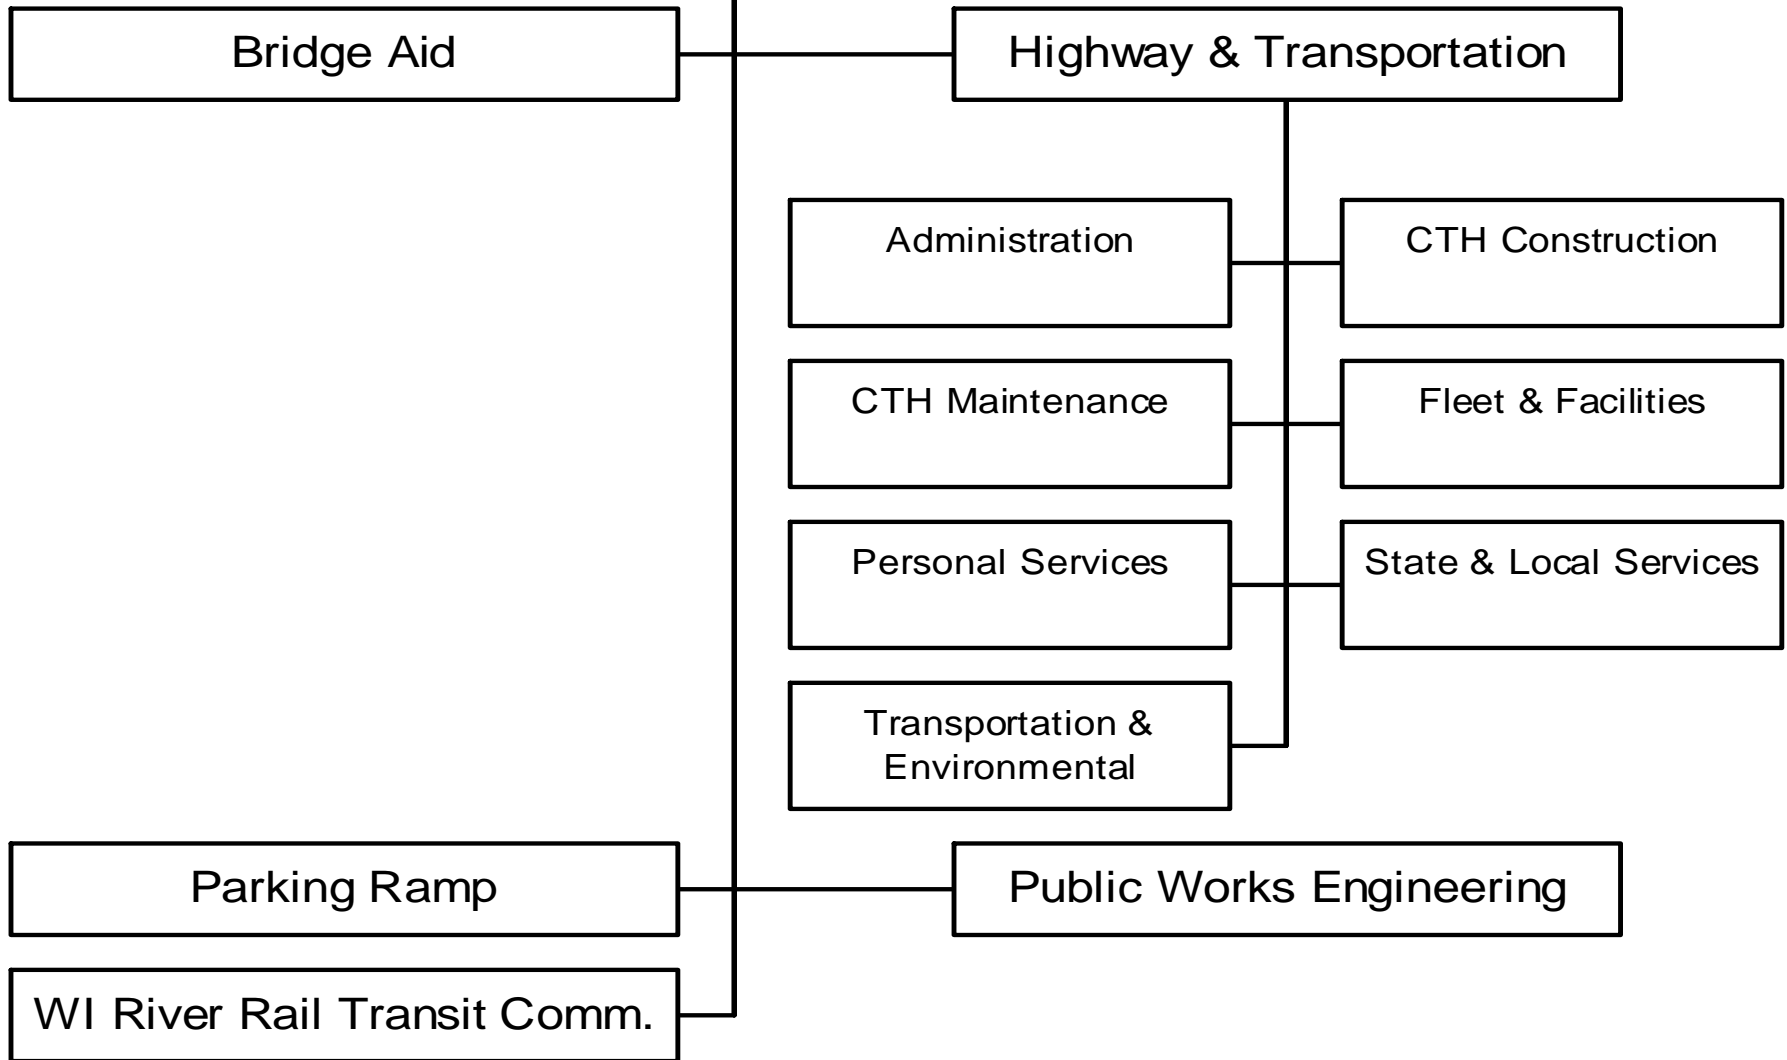 Bridge Aid
Highway & Transportation
Administration
CTH Construction
CTH Maintenance
Fleet & Facilities
Personal Services
State & Local Services
Transportation &
Environmental
Parking Ramp
Public Works Engineering
WI River Rail Transit Comm.